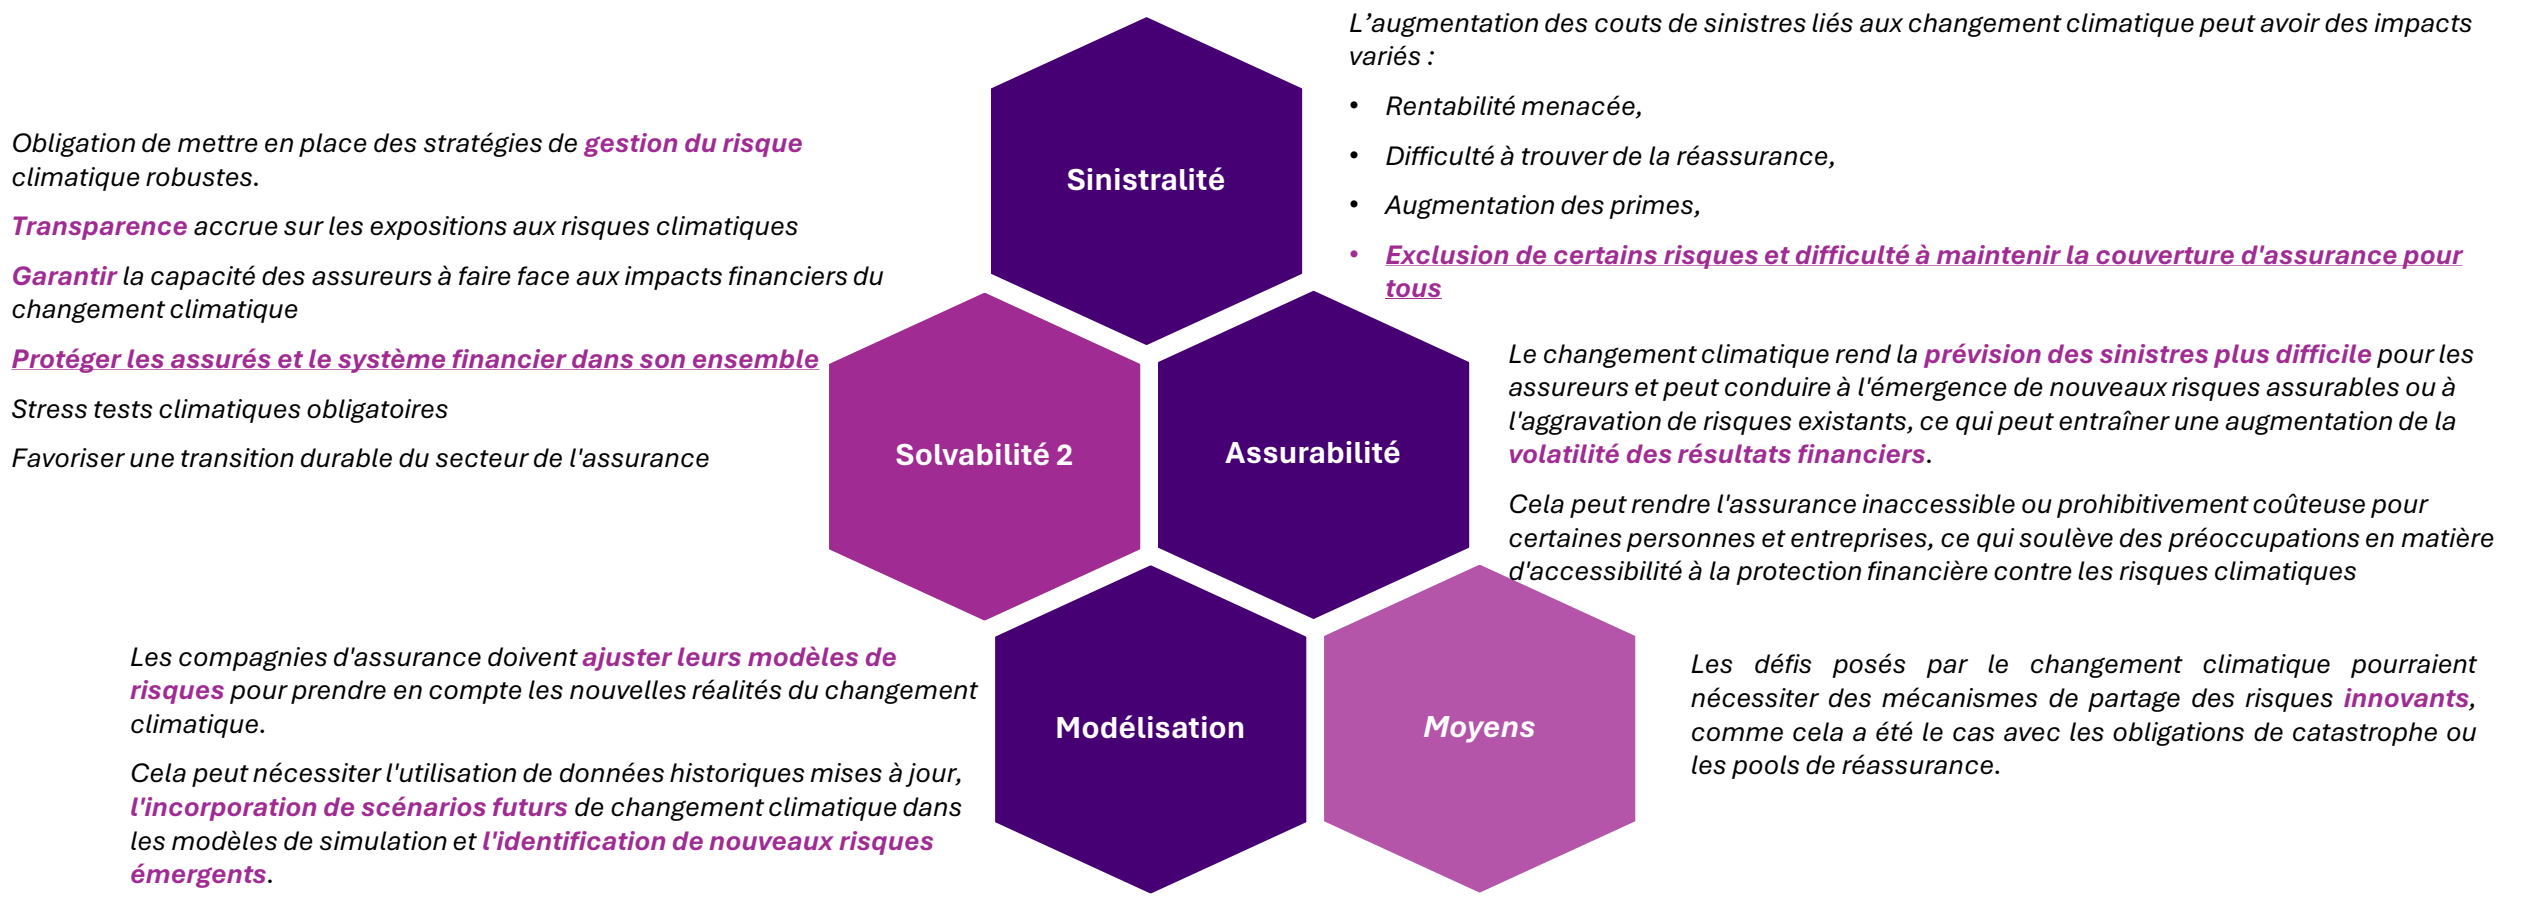 L’augmentation des couts de sinistres liés aux changement climatique peut avoir des impacts
variés :
• Rentabilité menacée,
• Difficulté à trouver de la réassurance,
• Augmentation des primes,
• Exclusion de certains risques et difficulté à maintenir la couverture d'assurance pour
tous
Sinistralité
Obligation de mettre en place des stratégies de gestion du risque
climatique robustes.
Transparence accrue sur les expositions aux risques climatiques
Garantir la capacité des assureurs à faire face aux impacts financiers du
changement climatique
Protéger les assurés et le système financier dans son ensemble
Stress tests climatiques obligatoires
Favoriser une transition durable du secteur de l'assurance
Solvabilité 2
Assurabilité
Le changement climatique rend la prévision des sinistres plus difficile pour les
assureurs et peut conduire à l'émergence de nouveaux risques assurables ou à
l'aggravation de risques existants, ce qui peut entraîner une augmentation de la
volatilité des résultats financiers.
Cela peut rendre l'assurance inaccessible ou prohibitivement coûteuse pour
certaines personnes et entreprises, ce qui soulève des préoccupations en matière
d'accessibilité à la protection financière contre les risques climatiques
Les compagnies d'assurance doivent ajuster leurs modèles de
risques pour prendre en compte les nouvelles réalités du changement
climatique.
Cela peut nécessiter l'utilisation de données historiques mises à jour,
l'incorporation de scénarios futurs de changement climatique dans
les modèles de simulation et l'identification de nouveaux risques
émergents.
Modélisation
Moyens
Les défis posés par le changement climatique pourraient
nécessiter des mécanismes de partage des risques innovants,
comme cela a été le cas avec les obligations de catastrophe ou
les pools de réassurance.